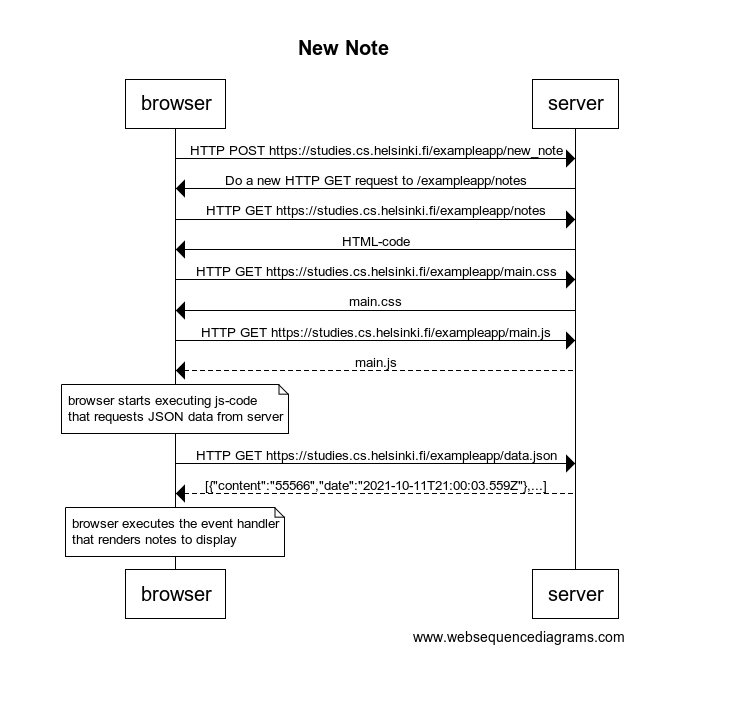 New Note
browser
server
HTTP POST https://studies.cs.helsinki.fi/exampleapp/new_note
Do a new HTTP GET request to /exampleapp/notes
HTTP GET https://studies.cs.helsinki.fi/exampleapp/notes
HTML-code
HTTP GET https://studies.cs.helsinki.fi/exampleapp/main.css
main.css
HTTP GET https://studies.cs.helsinki.fi/exampleapp/main.js
main.js
browser starts executing js-code
that requests JSON data from server
HTTP GET https://studies.cs.helsinki.fi/exampleapp/data.json
[{"content":"55566","date":"2021-10-11T21:00:03.559Z"},...]
browser executes the event handler
that renders notes to display
browser
server
www.websequencediagrams.com